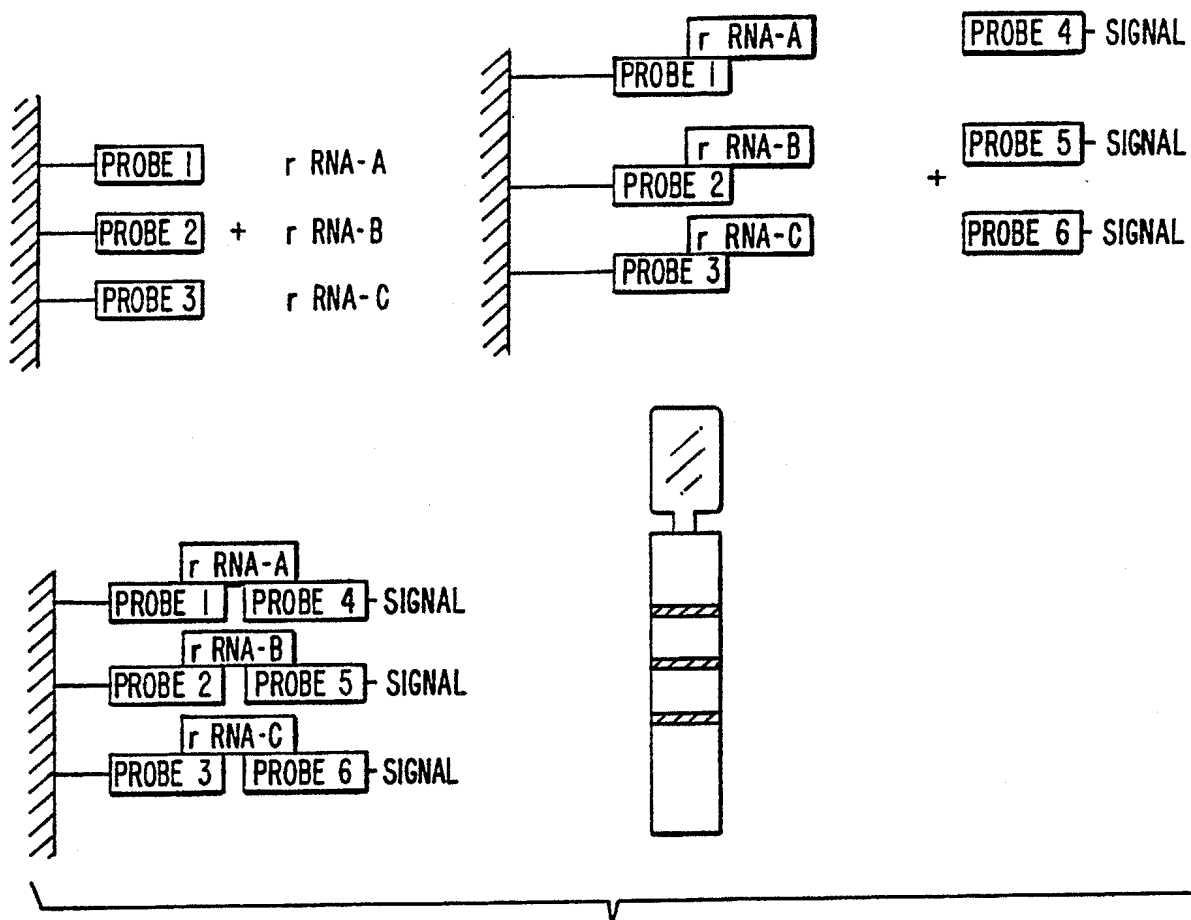 PROBE 1 r RNA-A
PROBE 2 + r RNA-B
PROBE 3 r RNA-C
r RNA-A PROBE 4 - SIGNAL
PROBE 1
r RNA-B PROBE 5 - SIGNAL
PROBE 2 +
r RNA-C PROBE 6 - SIGNAL
PROBE 3
r RNA-A
PROBE 1 PROBE 4 - SIGNAL
r RNA-B
PROBE 2 PROBE 5 - SIGNAL
r RNA-C
PROBE 3 PROBE 6 - SIGNAL